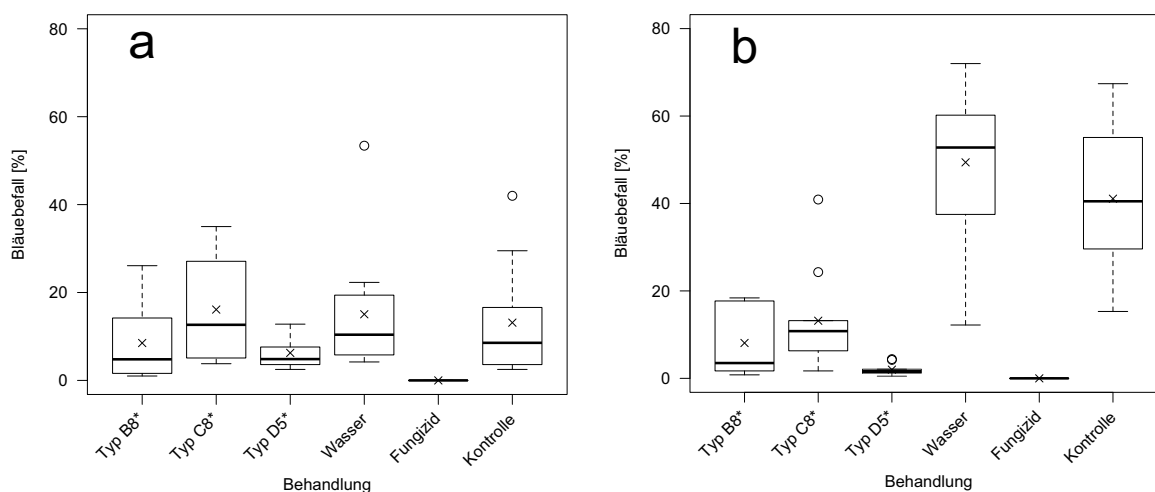 a
80
60
40
20
0
Bläuebefall [%]
Typ B8*
Typ C8*
Typ D5*
Wasser
Fungizid
Kontrolle
Behandlung
b
80
60
40
20
0
Bläuebefall [%]
Typ B8*
Typ C8*
Typ D5*
Wasser
Fungizid
Kontrolle
Behandlung